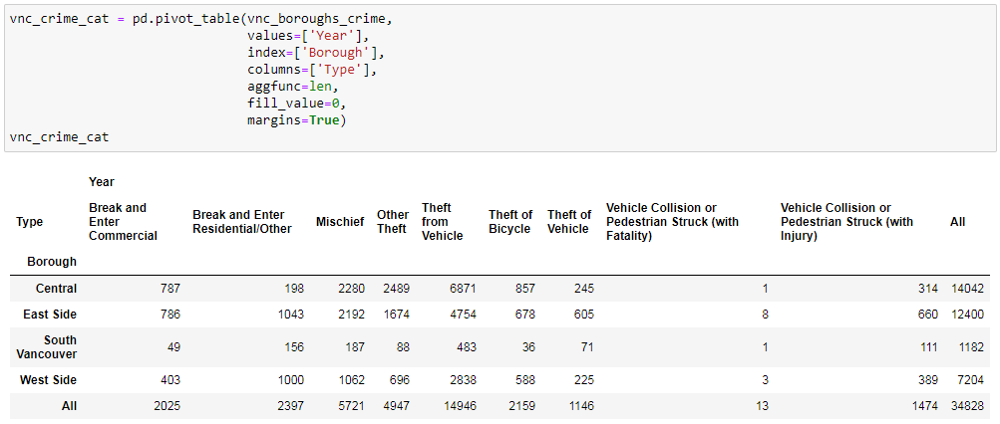 vnc_crime_cat = pd.pivot_table(vnc_boroughs_crime,
values=['Year'],
index=['Borough'],
columns=['Type'],
aggfunc=len,
fill_value=0,
margins=True)
vnc_crime_cat
Year
Type Break and Enter Commercial Break and Enter Residential/Other Mischief Other Theft Theft from Vehicle Theft of Bicycle Theft of Vehicle Vehicle Collision or Pedestrian Struck (with Fatality) Vehicle Collision or Pedestrian Struck (with Injury) All
Borough
Central 787 198 2280 2489 6871 857 245 1 314 14042
East Side 786 1043 2192 1674 4754 678 605 8 660 12400
South Vancouver 49 156 187 88 483 36 71 1 111 1182
West Side 403 1000 1062 696 2838 588 225 3 389 7204
All 2025 2397 5721 4947 14946 2159 1146 13 1474 34828